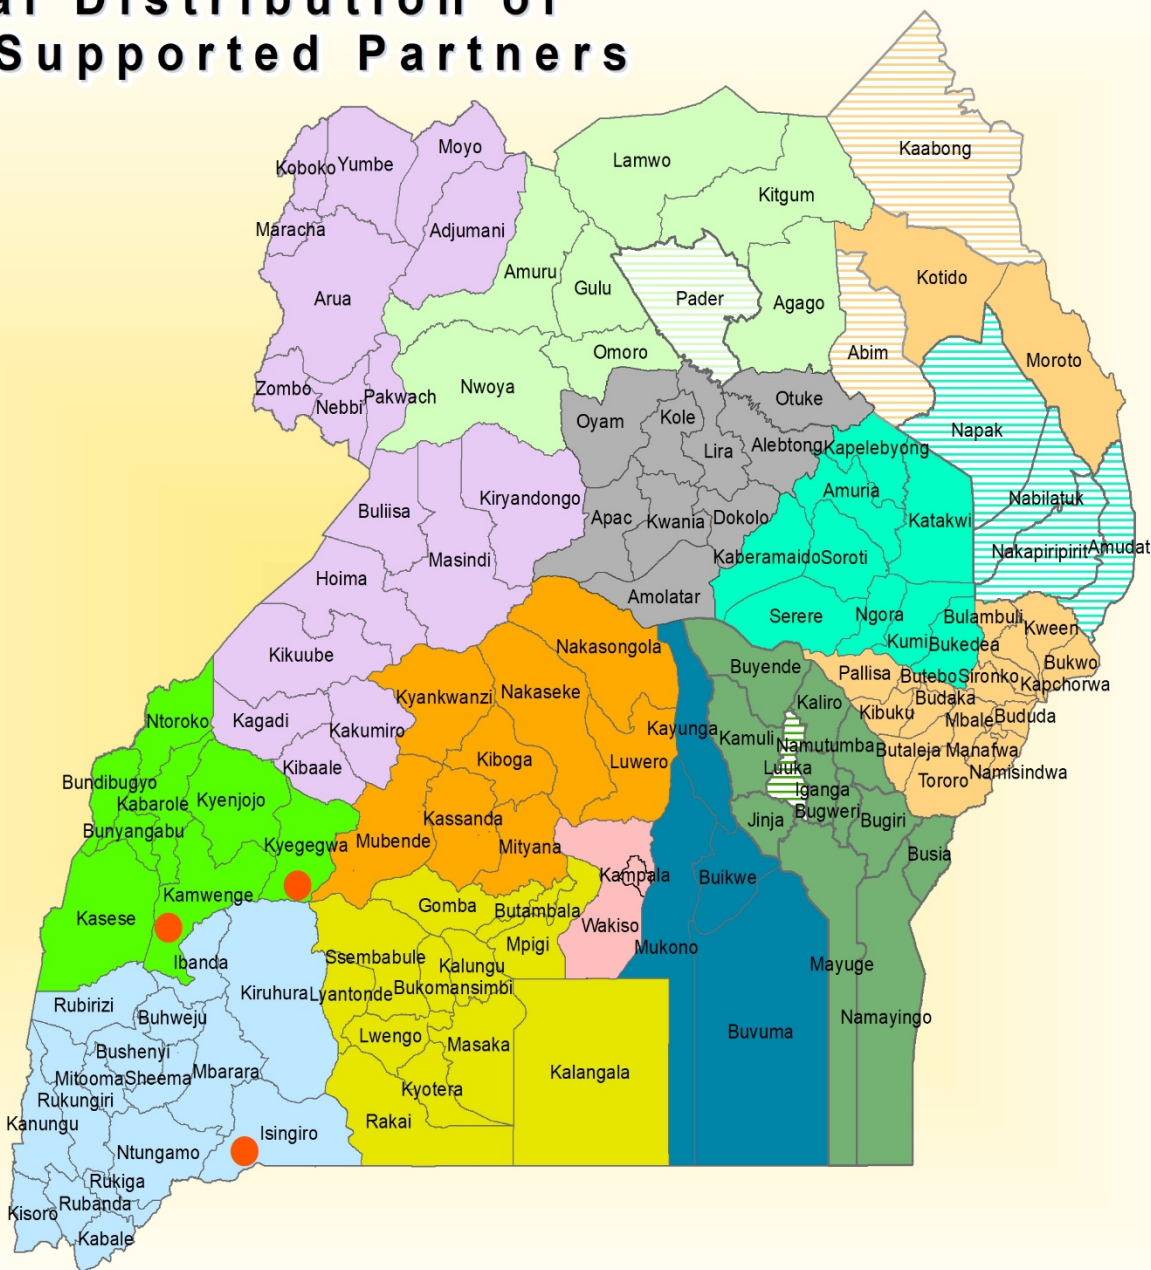 al Distribution of
Supported Partners
Kaabong
Moyo
Koboko
Yumbe
Lamwo
Kitgum
Maracha
Adjumani
Amuru
Gulu
Kotido
Arua
Pader
Agago
Omoro
Abim
Moroto
Zombo
Nebbi
Pakwach
Nwoya
Otuke
Oyam
Kole
Napak
Lira
Alebtong
Kapelebyong
Kiryandongo
Amuria
Nabilatuk
Buliisa
Apac
Kwania
Dokolo
Katakwi
Masindi
Kaberamaido
Soroti
Nakapiripirit
Amudat
Hoima
Amolatar
Serere
Ngora
Bulambuli
Kween
Kumi
Bukedea
Kikuube
Nakasongola
Buyende
Pallisa
Butebo
Sironko
Bukwo
Kapchorwa
Kyankwanzi
Nakaseke
Kaliro
Kibuku
Budaka
Mbale
Bududa
Ntoroko
Kagadi
Kakumiro
Kayunga
Kamuli
Namutumba
Butaleja
Manafwa
Kibaale
Kiboga
Luwero
Luuka
Tororo
Namisindwa
Bundibugyo
Kabarole
Kyenjojo
Iganga
Bugweri
Bunyangabu
Kassanda
Jinja
Bugiri
Kyegegwa
Mubende
Mityana
Busia
Kampala
Buikwe
Kamwenge
Kasese
Gomba
Butambala
Wakiso
Mpigi
Mukono
Ibanda
Ssembabule
Kalungu
Mayuge
Kiruhura
Lyantonde
Bukomansimbi
Rubirizi
Buhweju
Namayingo
Lwengo
Masaka
Buvuma
Bushenyi
Mitooma
Sheema
Mbarara
Kalangala
Rukungiri
Kyotera
Kanungu
Rakai
Isingiro
Ntungamo
Rukiga
Rubanda
Kisoro
Kabale